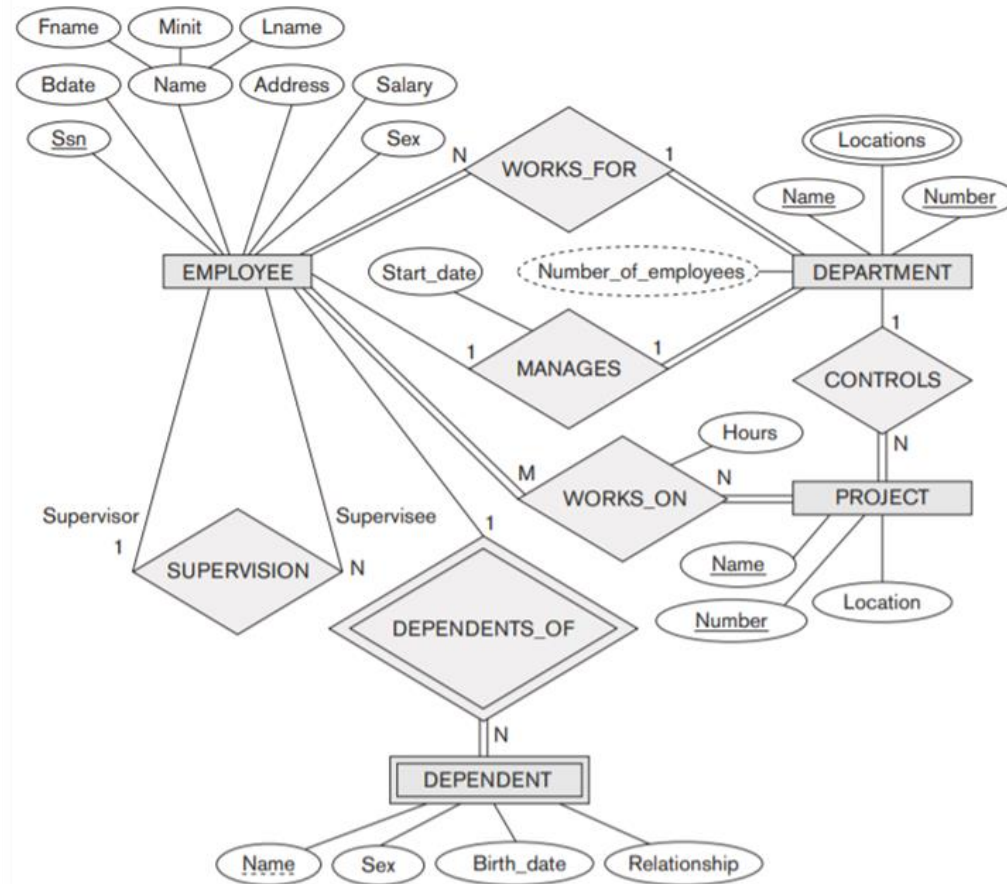 Fname Minit Lname
Bdate Name Address Salary
Ssn Sex
N WORKS_FOR 1
Locations
Name Number
EMPLOYEE Start_date Number_of_employees DEPARTMENT
1 MANAGES 1
1
CONTROLS
N
Hours
M WORKS_ON N PROJECT
Supervisor Supervisee 1
1 SUPERVISION N
Name
Number Location
DEPENDENTS_OF
N
DEPENDENT
Name Sex Birth_date Relationship